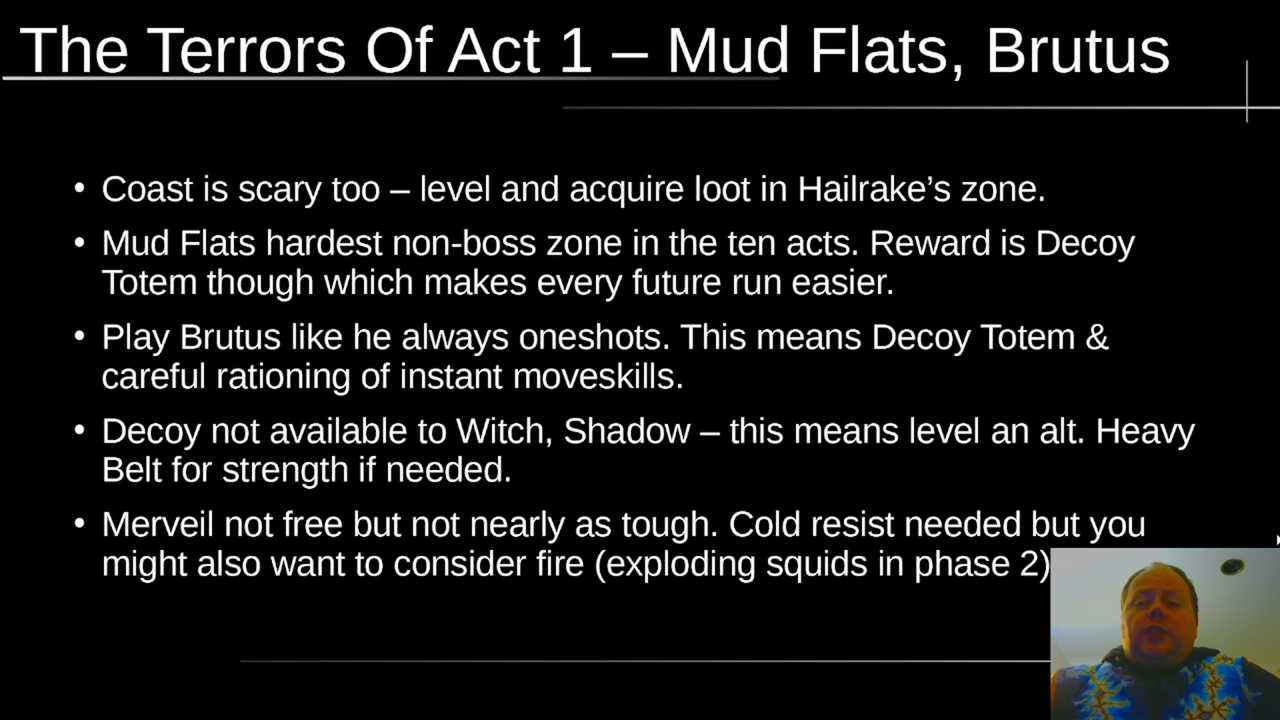 The Terrors Of Act 1 – Mud Flats, Brutus
• Coast is scary too – level and acquire loot in Hailrake’s zone.
• Mud Flats hardest non-boss zone in the ten acts. Reward is Decoy
Totem though which makes every future run easier.
• Play Brutus like he always oneshots. This means Decoy Totem &
careful rationing of instant moveskills.
• Decoy not available to Witch, Shadow – this means level an alt. Heavy
Belt for strength if needed.
• Merveil not free but not nearly as tough. Cold resist needed but you
might also want to consider fire (exploding squids in phase 2)